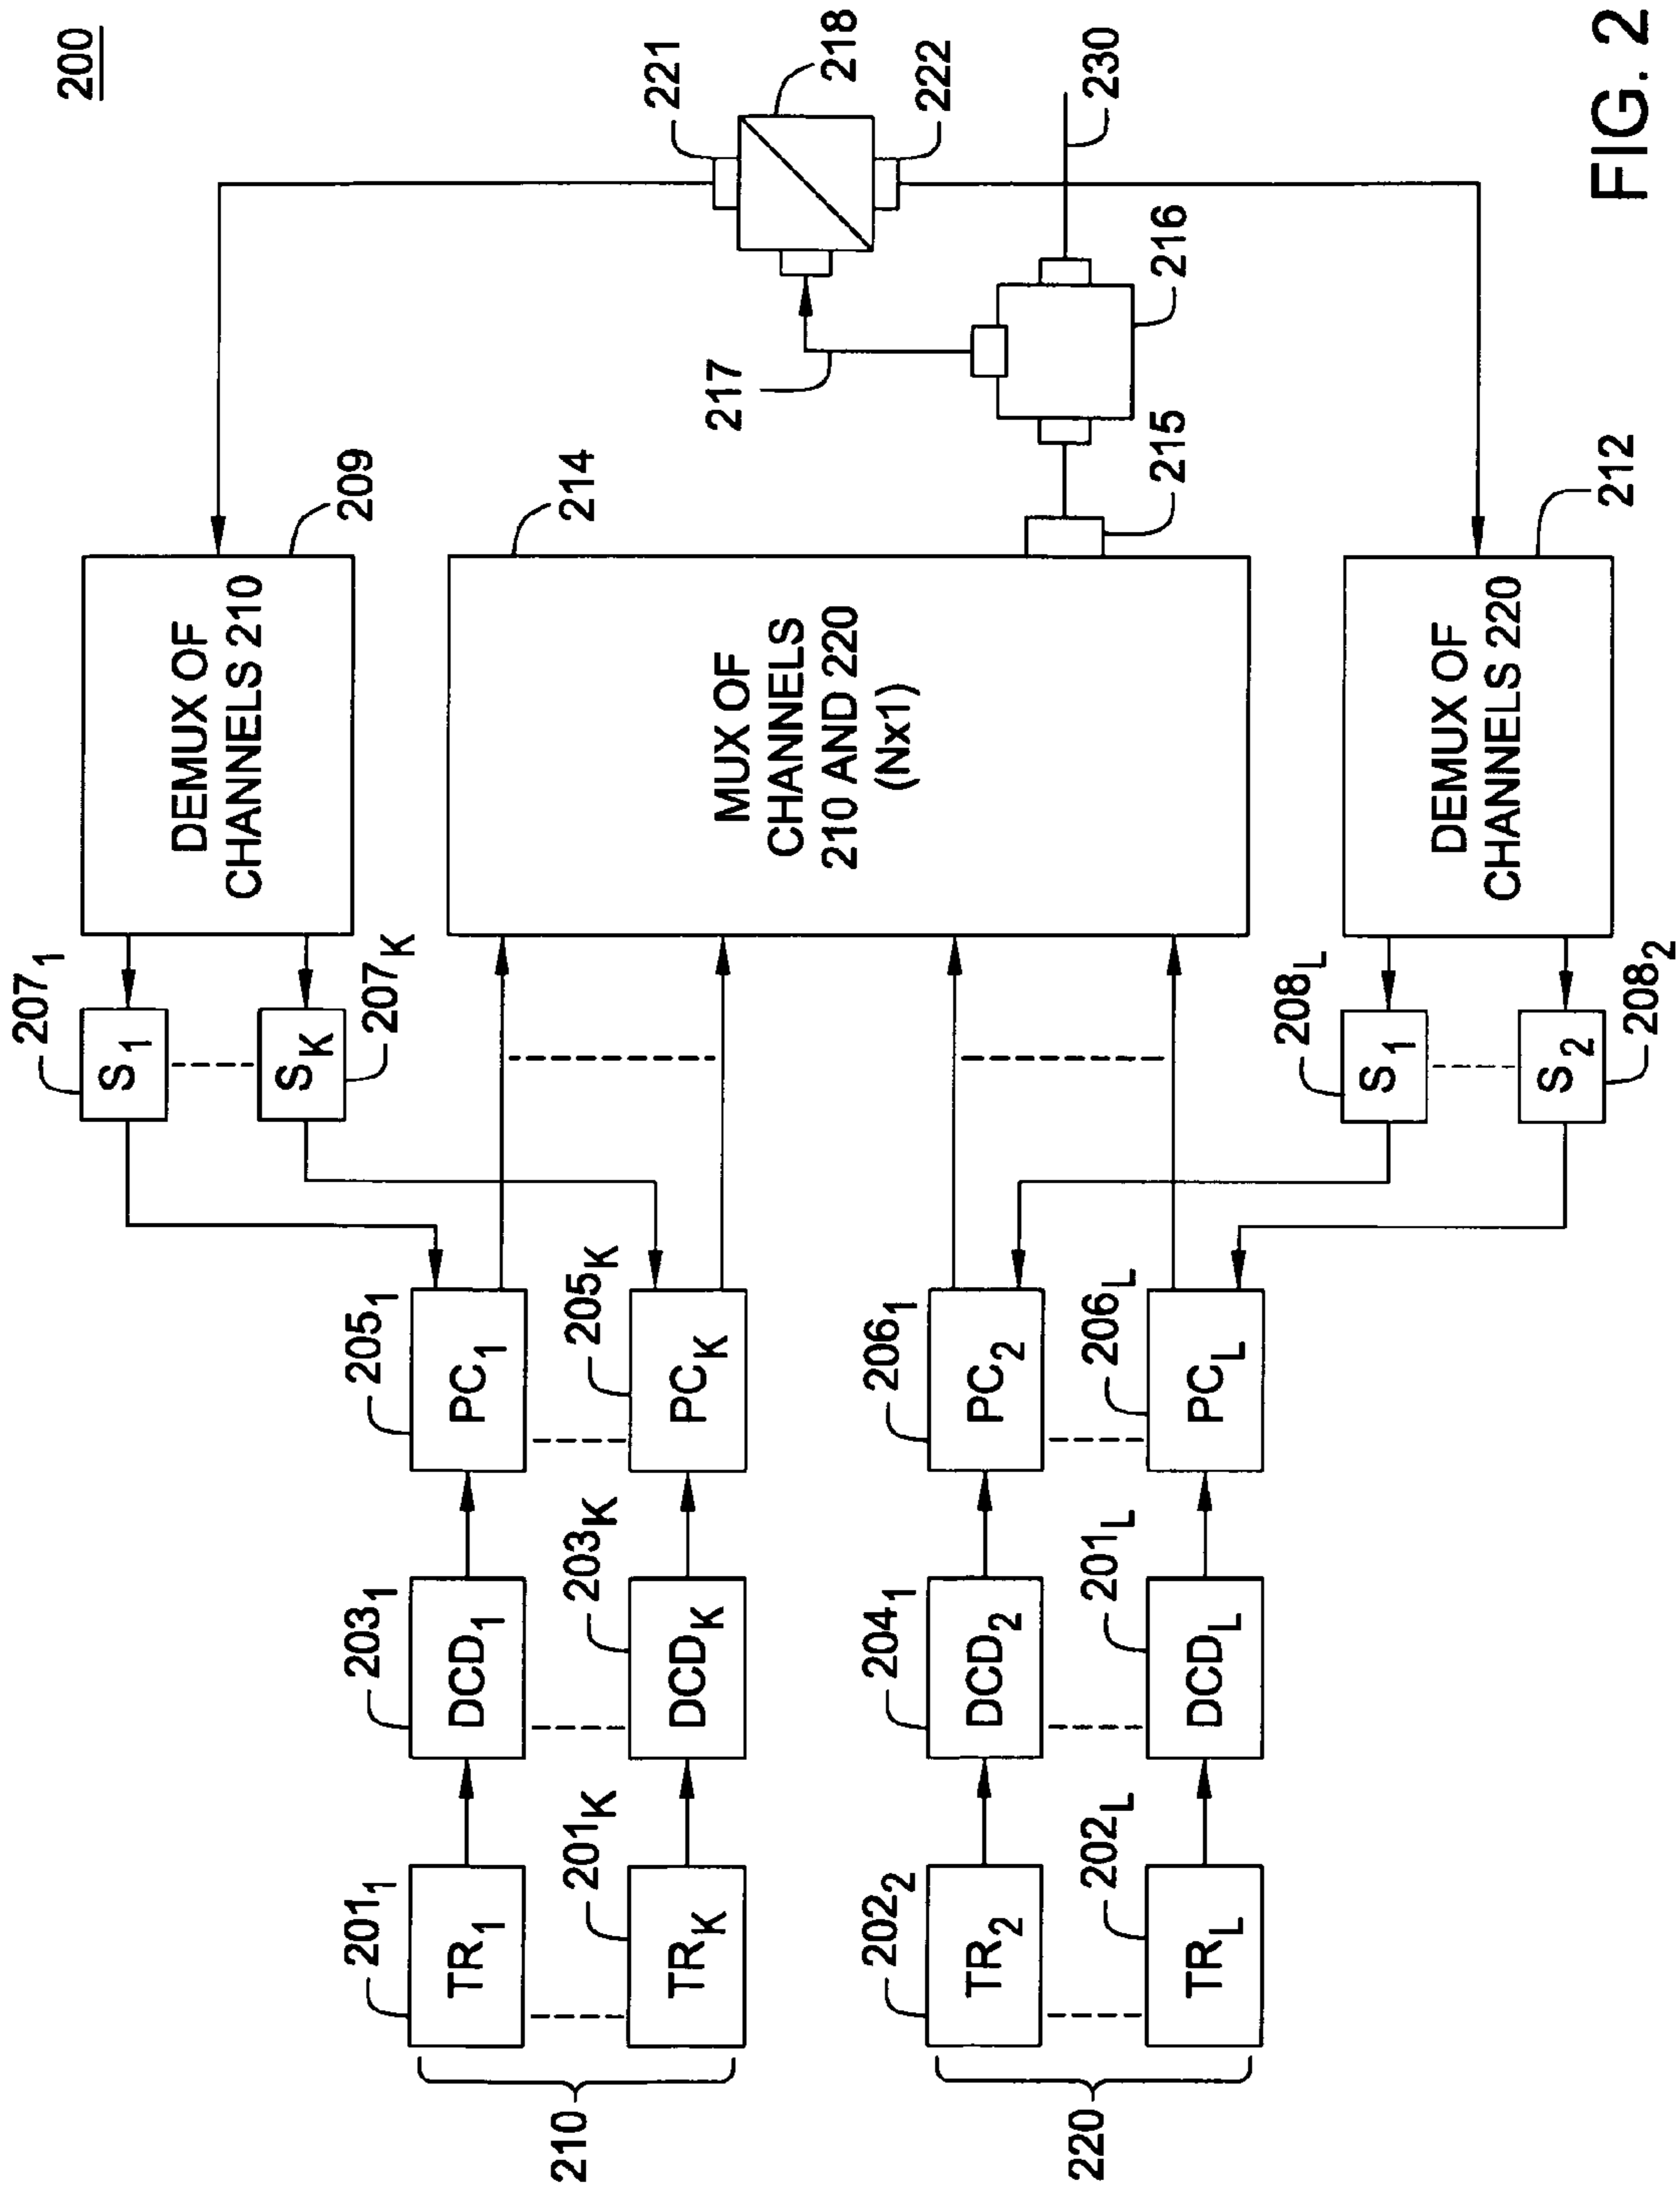 200
207₁
S₁
207ₖ
Sₖ
DEMUX OF
CHANNELS 210
209
221
218
222
217
216
230
214
215
MUX OF
CHANNELS
210 AND 220
(Nx1)
210
201₁
TR₁
203₁
DCD₁
205₁
PC₁
201ₖ
TRₖ
203ₖ
DCDₖ
205ₖ
PCₖ
220
202₂
TR₂
204₁
DCD₂
206₁
PC₂
202L
TRL
201L
DCDL
206L
PCL
208L
S₁
208₂
S₂
DEMUX OF
CHANNELS 220
212
FIG. 2